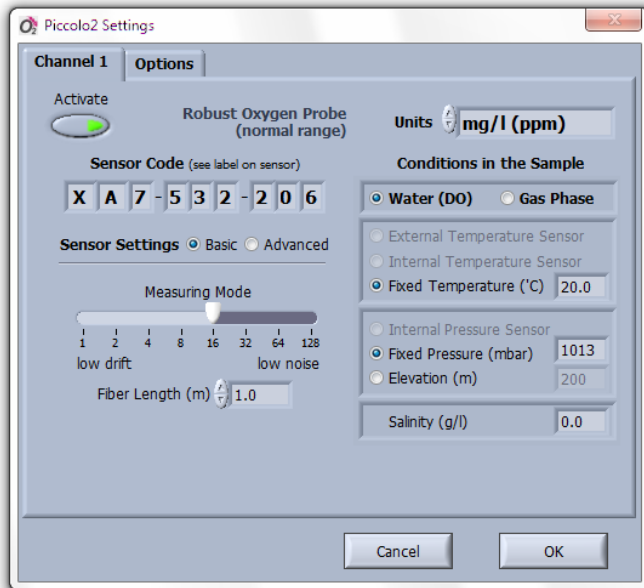 O2 Piccolo2 Settings
Channel 1
Options
Activate
Robust Oxygen Probe
(normal range)
Sensor Code (see label on sensor)
X A 7 - 5 3 2 - 2 0 6
Sensor Settings Basic Advanced
Measuring Mode
1 2 4 8 16 32 64 128
low drift low noise
Fiber Length (m) 1.0
Units mg/l (ppm)
Conditions in the Sample
Water (DO) Gas Phase
External Temperature Sensor
Internal Temperature Sensor
Fixed Temperature ('C) 20.0
Internal Pressure Sensor
Fixed Pressure (mbar) 1013
Elevation (m) 200
Salinity (g/l) 0.0
Cancel OK